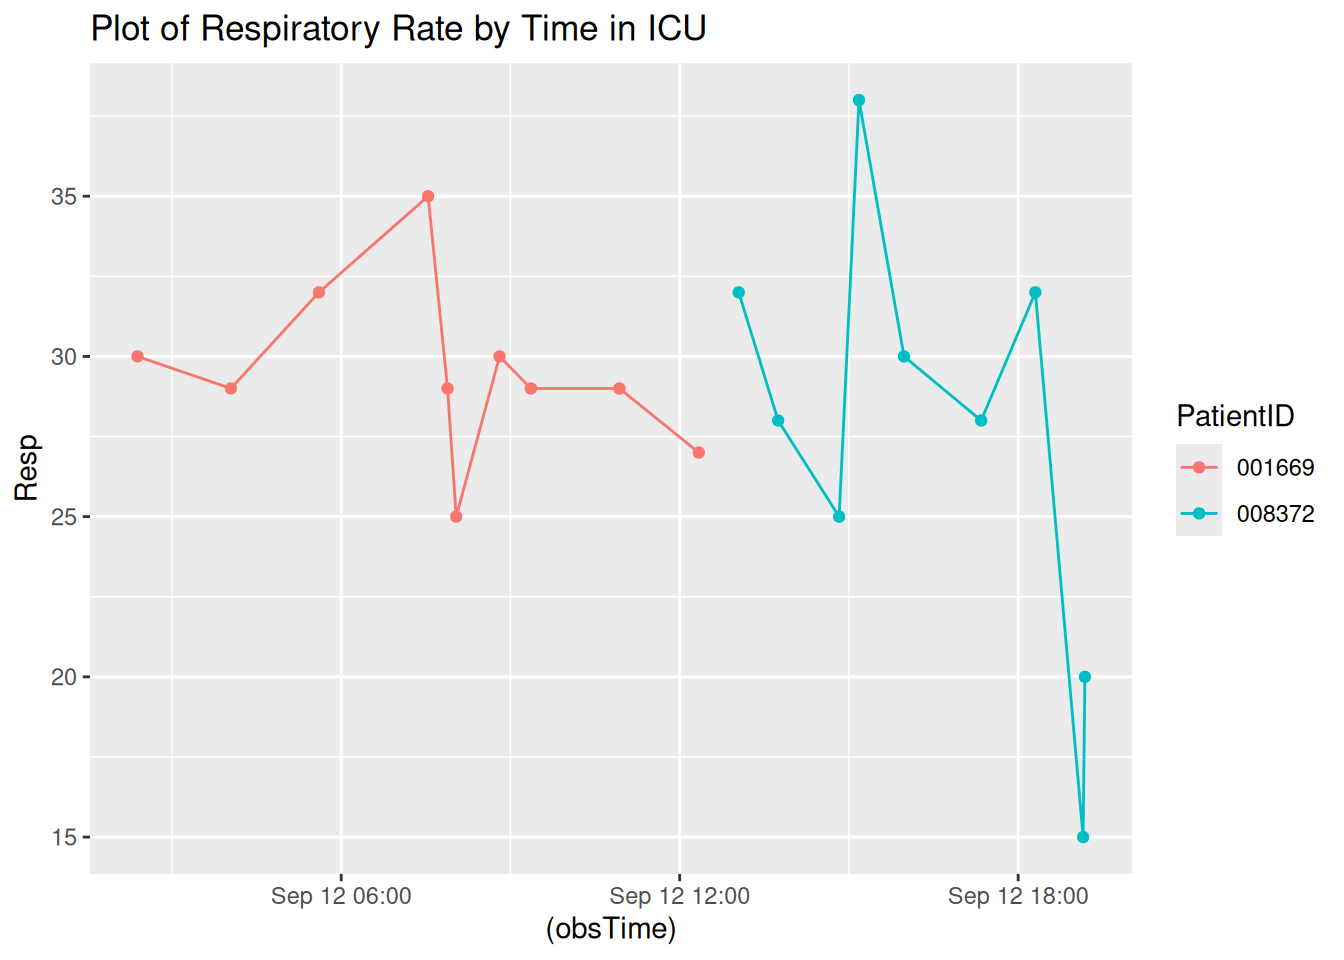 Plot of Respiratory Rate by Time in ICU
Resp
35
30
25
20
15
Sep 12 06:00
Sep 12 12:00
Sep 12 18:00
(obsTime)
PatientID
001669
008372